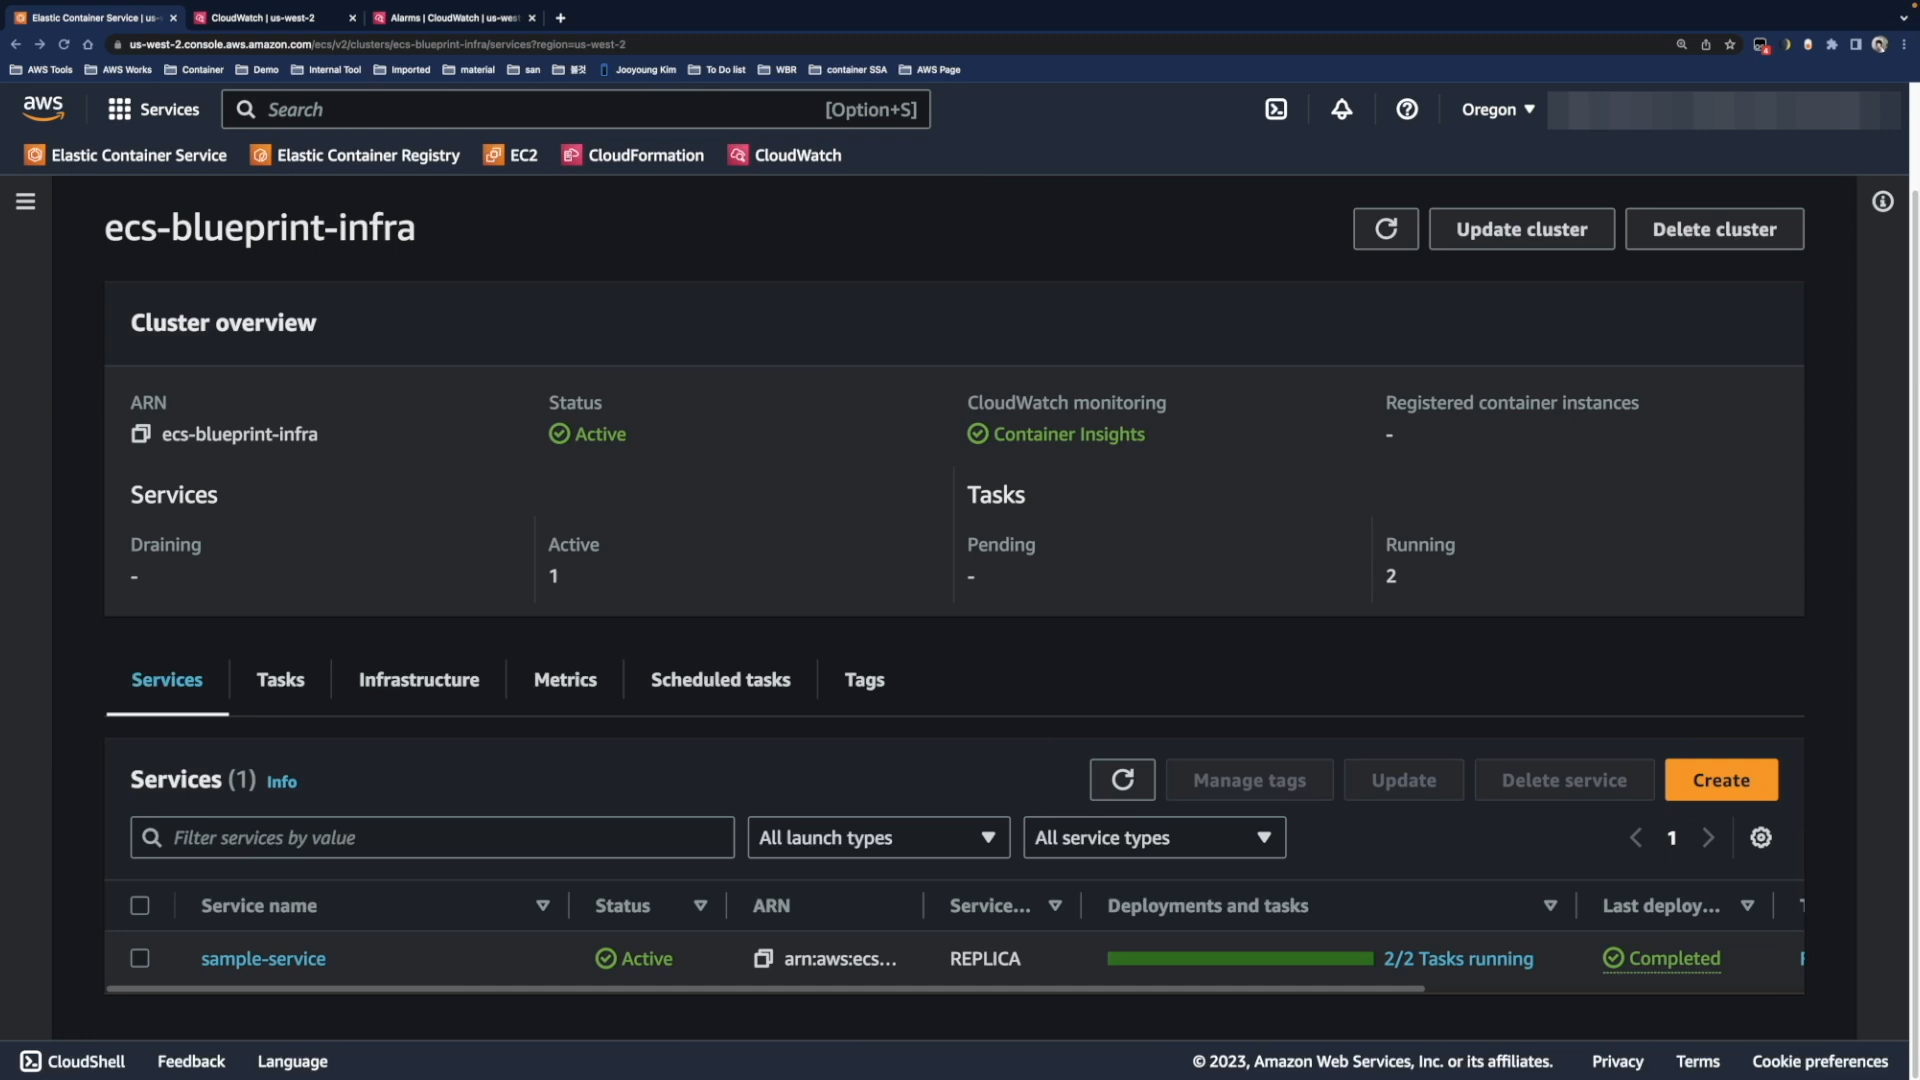 Elastic Container Service | us-
CloudWatch | us-west-2
Alarms | CloudWatch | us-west
us-west-2.console.aws.amazon.com/ecs/v2/clusters/ecs-blueprint-infra/services?region=us-west-2
AWS Tools AWS Works Container Demo Internal Tool Imported material san 볼것 Jooyoung Kim To Do list WBR container SSA AWS Page
aws Services Search [Option+S] Oregon
Elastic Container Service Elastic Container Registry EC2 CloudFormation CloudWatch
ecs-blueprint-infra
Update cluster Delete cluster
Cluster overview
ARN Status CloudWatch monitoring Registered container instances
ecs-blueprint-infra Active Container Insights -
Services Tasks
Draining Active Pending Running
- 1 - 2
Services Tasks Infrastructure Metrics Scheduled tasks Tags
Services (1) Info Manage tags Update Delete service Create
Filter services by value All launch types All service types 1
Service name Status ARN Service... Deployments and tasks Last deploy...
sample-service Active arn:aws:ecs... REPLICA 2/2 Tasks running Completed
CloudShell Feedback Language © 2023, Amazon Web Services, Inc. or its affiliates. Privacy Terms Cookie preferences